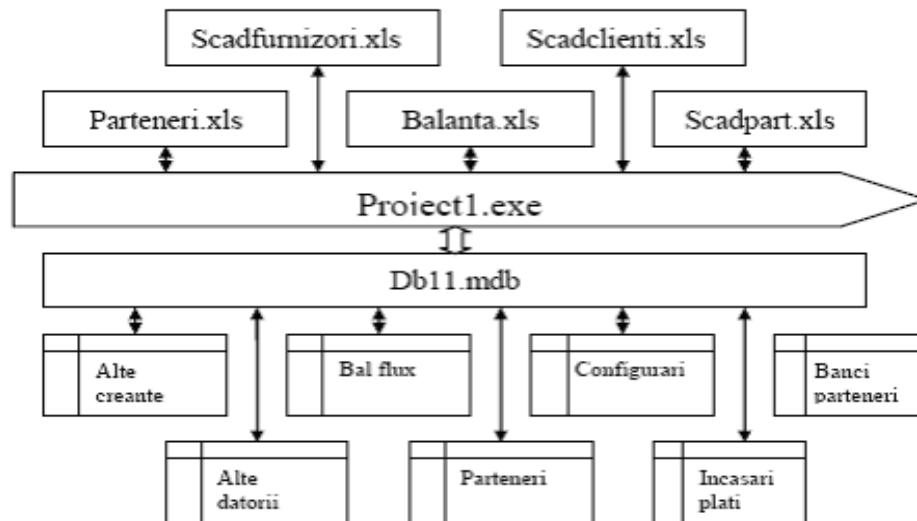 Scadfurnizori.xls
Scadclienti.xls
Parteneri.xls
Balanta.xls
Scadpart.xls
Proiect1.exe
Db11.mdb
Alte
creante
Bal flux
Configurari
Banci
parteneri
Alte
datorii
Parteneri
Incasari
plati